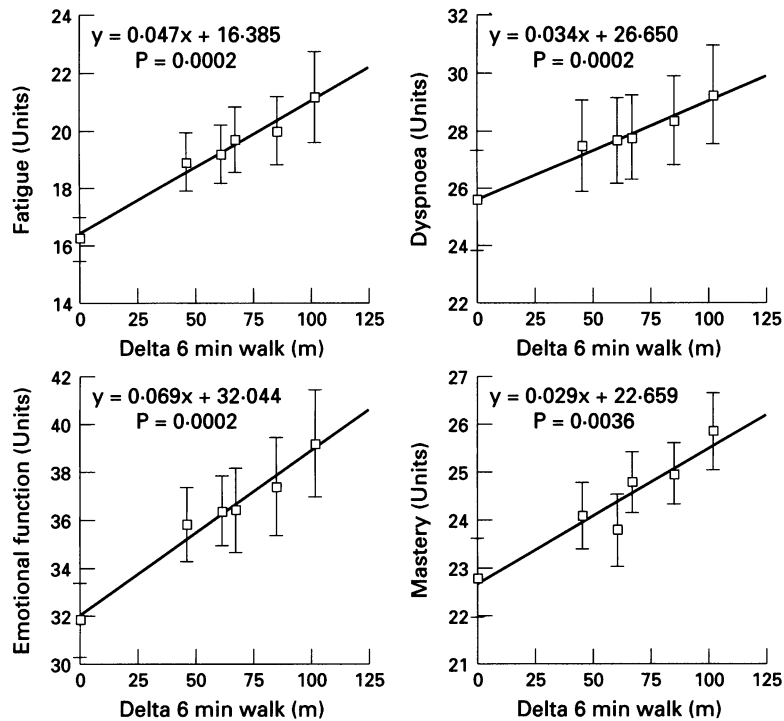 24
22
20
18
16
14
Fatigue (Units)
y = 0·047x + 16·385
P = 0·0002
0 25 50 75 100 125
Delta 6 min walk (m)
32
30
28
26
24
22
Dyspnoea (Units)
y = 0·034x + 26·650
P = 0·0002
0 25 50 75 100 125
Delta 6 min walk (m)
42
40
38
36
34
32
30
Emotional function (Units)
y = 0·069x + 32·044
P = 0·0002
0 25 50 75 100 125
Delta 6 min walk (m)
27
26
25
24
23
22
21
Mastery (Units)
y = 0·029x + 22·659
P = 0·0036
0 25 50 75 100 125
Delta 6 min walk (m)